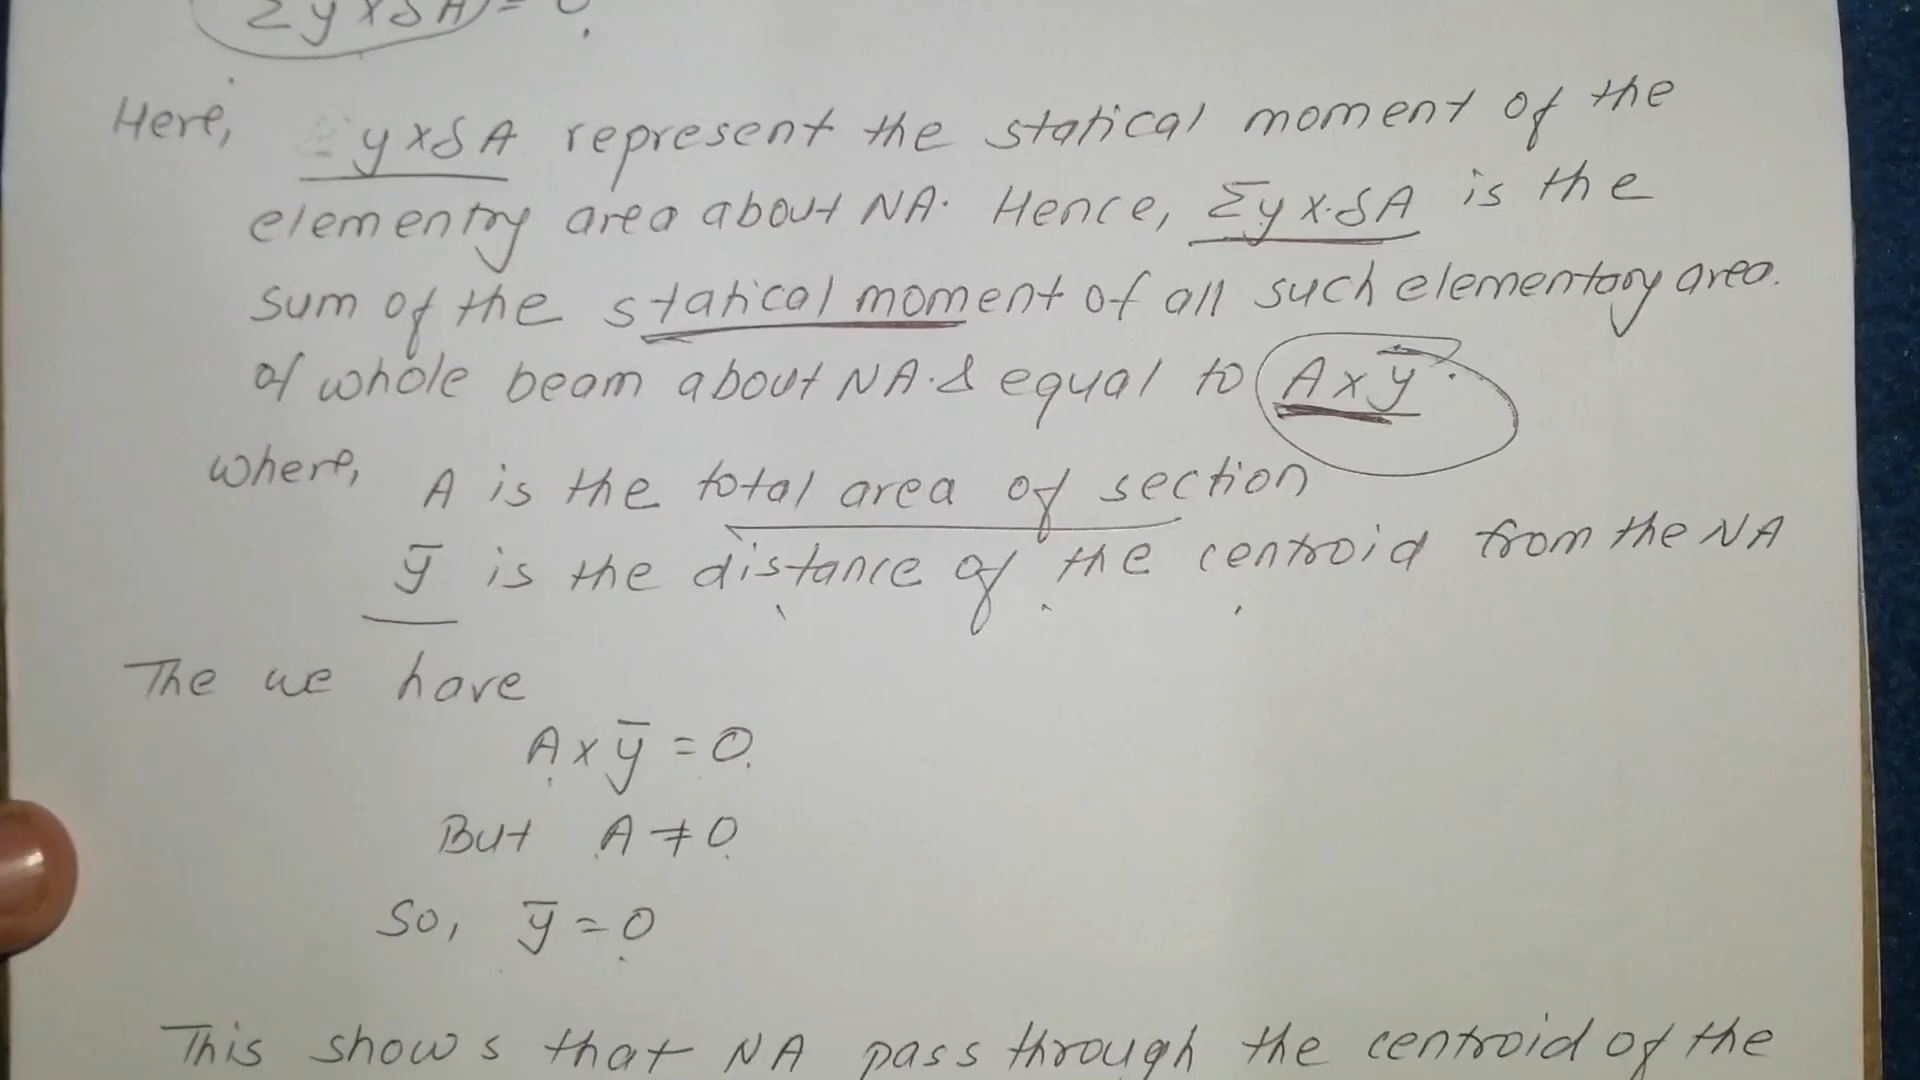 Σy x δA = 0
Here, y x δA represent the statical moment of the
elementry area about NA. Hence, Σy x.δA is the
sum of the statical moment of all such elementary area.
of whole beam about NA. & equal to A x ȳ.
where, A is the total area of section
ȳ is the distance of the centroid from the NA
The we have
A x ȳ = 0.
But A ≠ 0.
So, ȳ = 0
This shows that NA pass through the centroid of the